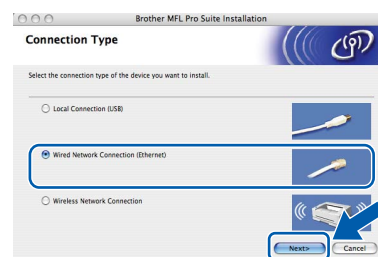 Brother MFL Pro Suite Installation
Connection Type
Select the connection type of the device you want to install.
Local Connection (USB)
Wired Network Connection (Ethernet)
Wireless Network Connection
Next>
Cancel